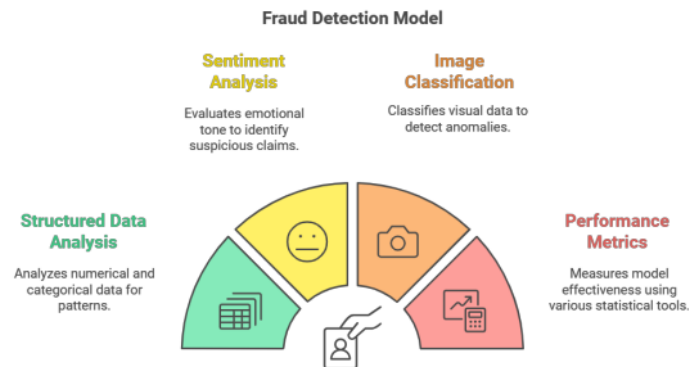 Fraud Detection Model
Sentiment
Analysis
Evaluates emotional
tone to identify
suspicious claims.
Image
Classification
Classifies visual data to
detect anomalies.
Structured Data
Analysis
Analyzes numerical and
categorical data for
patterns.
Performance
Metrics
Measures model
effectiveness using
various statistical tools.